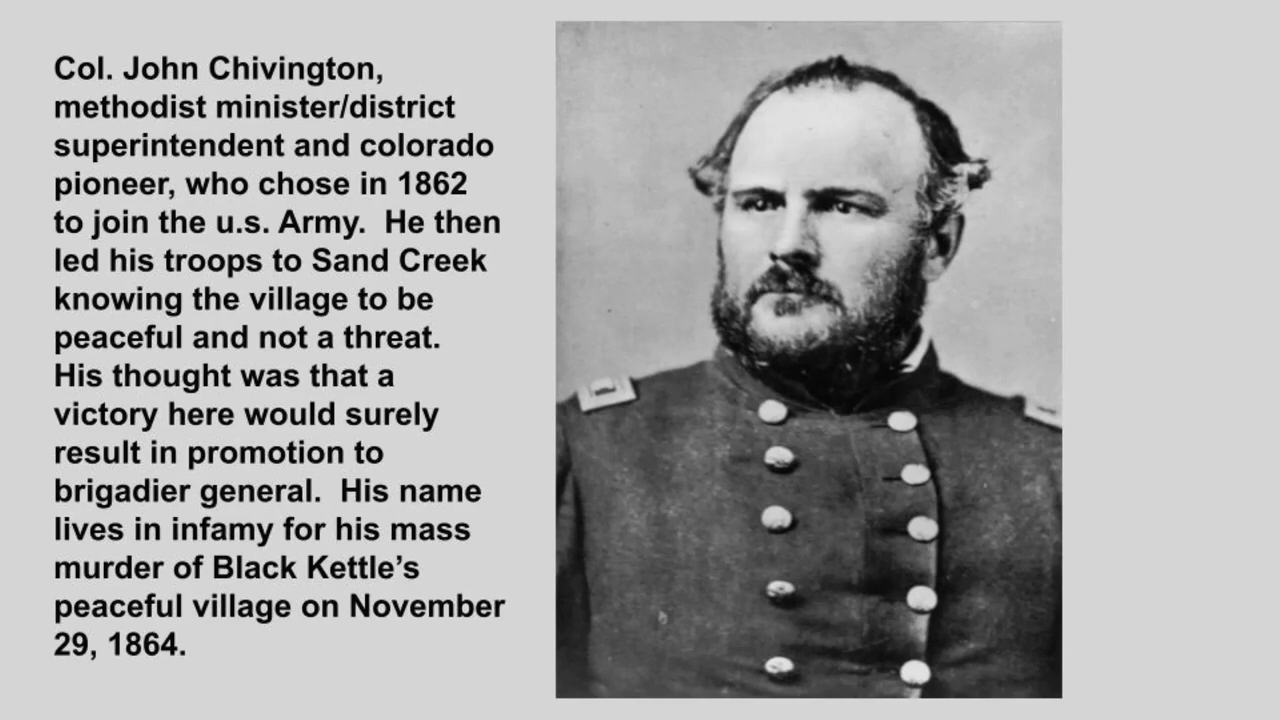 Col. John Chivington,
methodist minister/district
superintendent and colorado
pioneer, who chose in 1862
to join the u.s. Army.  He then
led his troops to Sand Creek
knowing the village to be
peaceful and not a threat.
His thought was that a
victory here would surely
result in promotion to
brigadier general.  His name
lives in infamy for his mass
murder of Black Kettle’s
peaceful village on November
29, 1864.